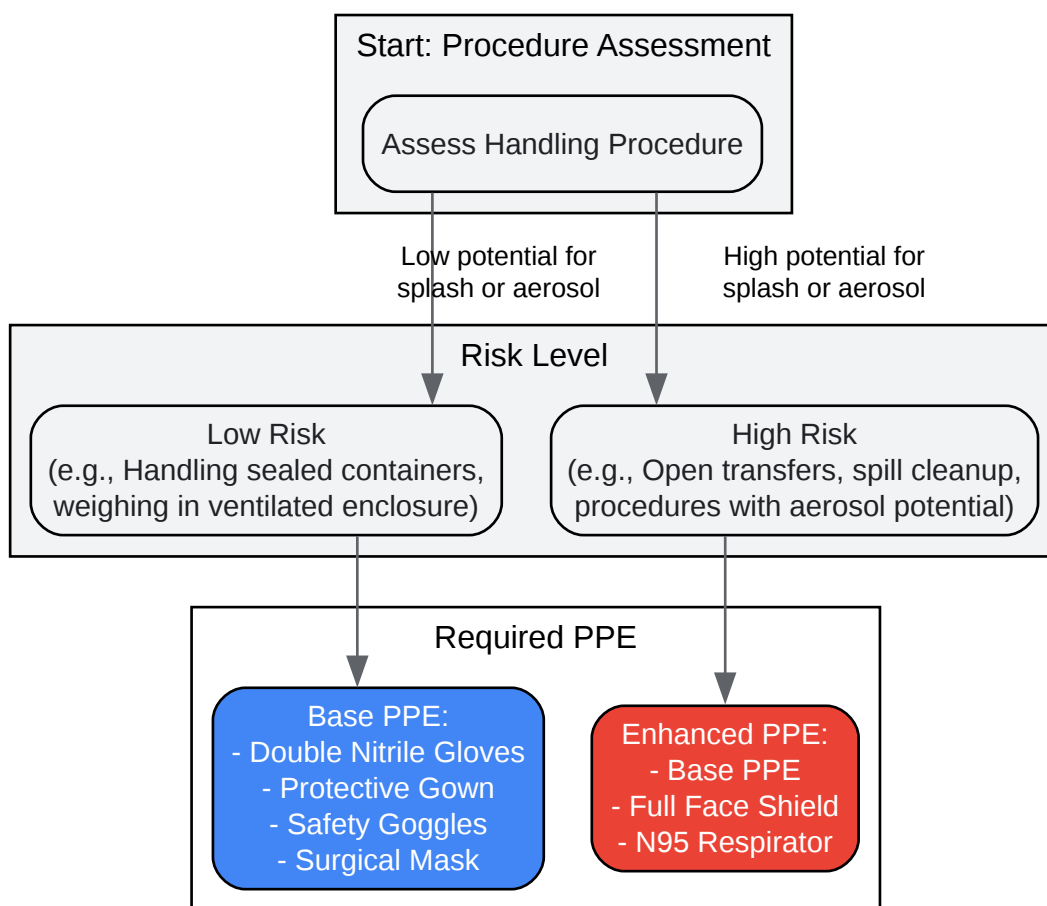 Start: Procedure Assessment
Assess Handling Procedure
Low potential for
splash or aerosol
High potential for
splash or aerosol
Risk Level
Low Risk
(e.g., Handling sealed containers,
weighing in ventilated enclosure)
High Risk
(e.g., Open transfers, spill cleanup,
procedures with aerosol potential)
Required PPE
Base PPE:
- Double Nitrile Gloves
- Protective Gown
- Safety Goggles
- Surgical Mask
Enhanced PPE:
- Base PPE
- Full Face Shield
- N95 Respirator